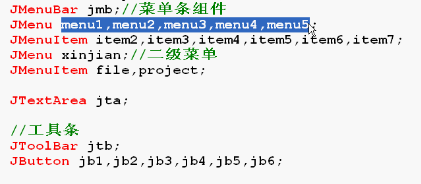 JMenuBar jmb;//菜单条组件
JMenu menu1,menu2,menu3,menu4,menu5;
JMenuItem item2,item3,item4,item5,item6,item7;
JMenu xinjian;//二级菜单
JMenuItem file,project;
JTextArea jta;
//工具条
JToolBar jtb;
JButton jb1,jb2,jb3,jb4,jb5,jb6;